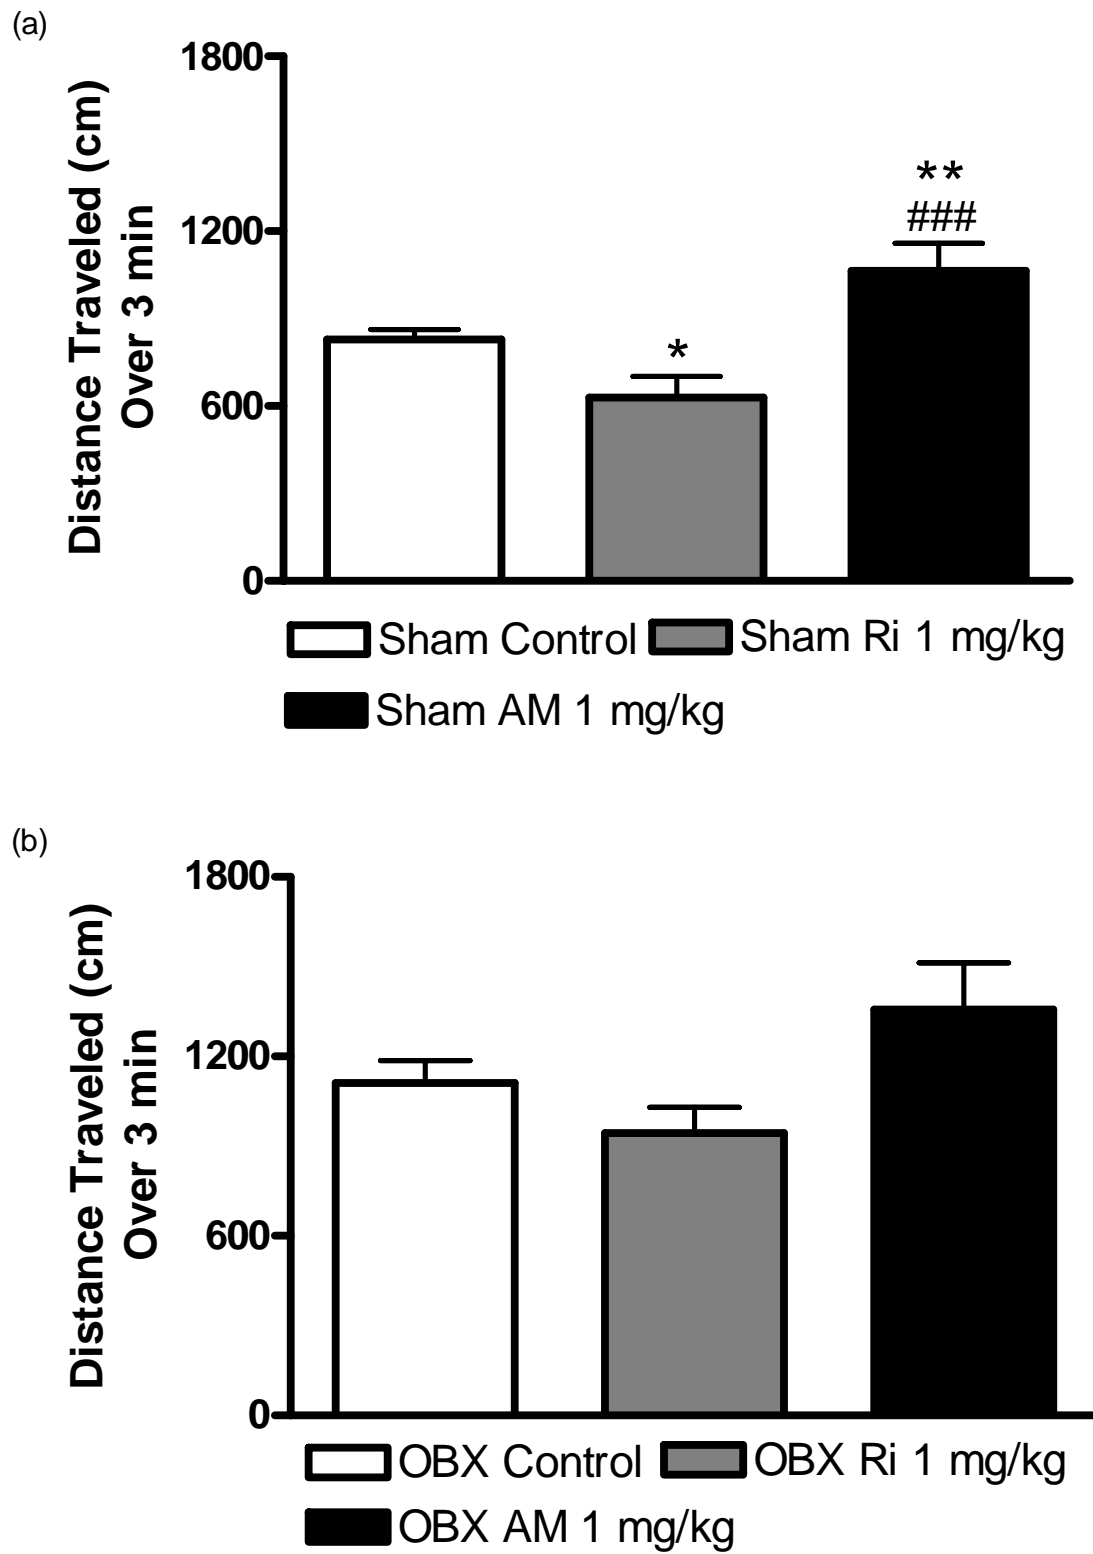 (a)
Distance Traveled (cm)
Over 3 min
1800
1200
600
0
*
**
###
Sham Control
Sham Ri 1 mg/kg
Sham AM 1 mg/kg
(b)
Distance Traveled (cm)
Over 3 min
1800
1200
600
0
OBX Control
OBX Ri 1 mg/kg
OBX AM 1 mg/kg